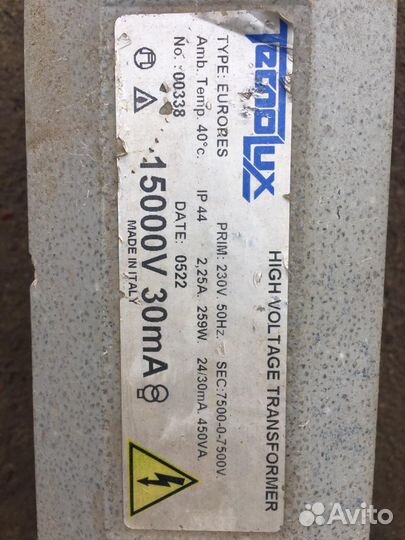 TECNOLUX
HIGH VOLTAGE TRANSFORMER
TYPE: EURORES PRIM: 230V. 50Hz. SEC:7500-0-7500V
Amb. Temp. 40°c. IP 44 2,25A. 259W. 24/30mA. 450VA.
No. :00338 DATE: 0522
15000V 30mA
MADE IN ITALY
Avito